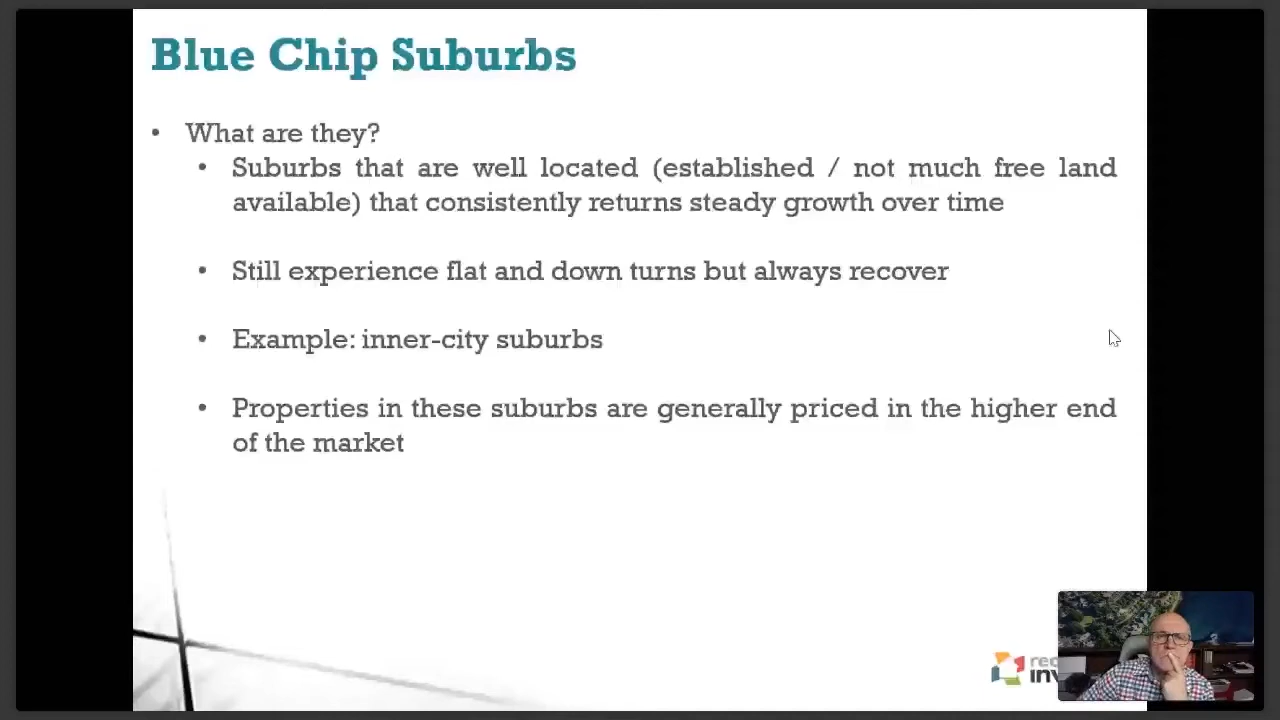 Blue Chip Suburbs
• What are they?
• Suburbs that are well located (established / not much free land
available) that consistently returns steady growth over time
• Still experience flat and down turns but always recover
• Example: inner-city suburbs
• Properties in these suburbs are generally priced in the higher end
of the market